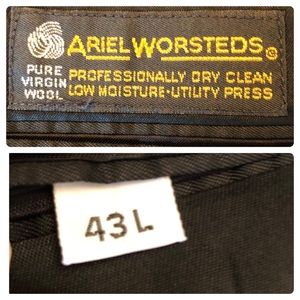 ARIEL WORSTEDS ®
PURE VIRGIN WOOL
PROFESSIONALLY DRY CLEAN
LOW MOISTURE-UTILITY PRESS
43L